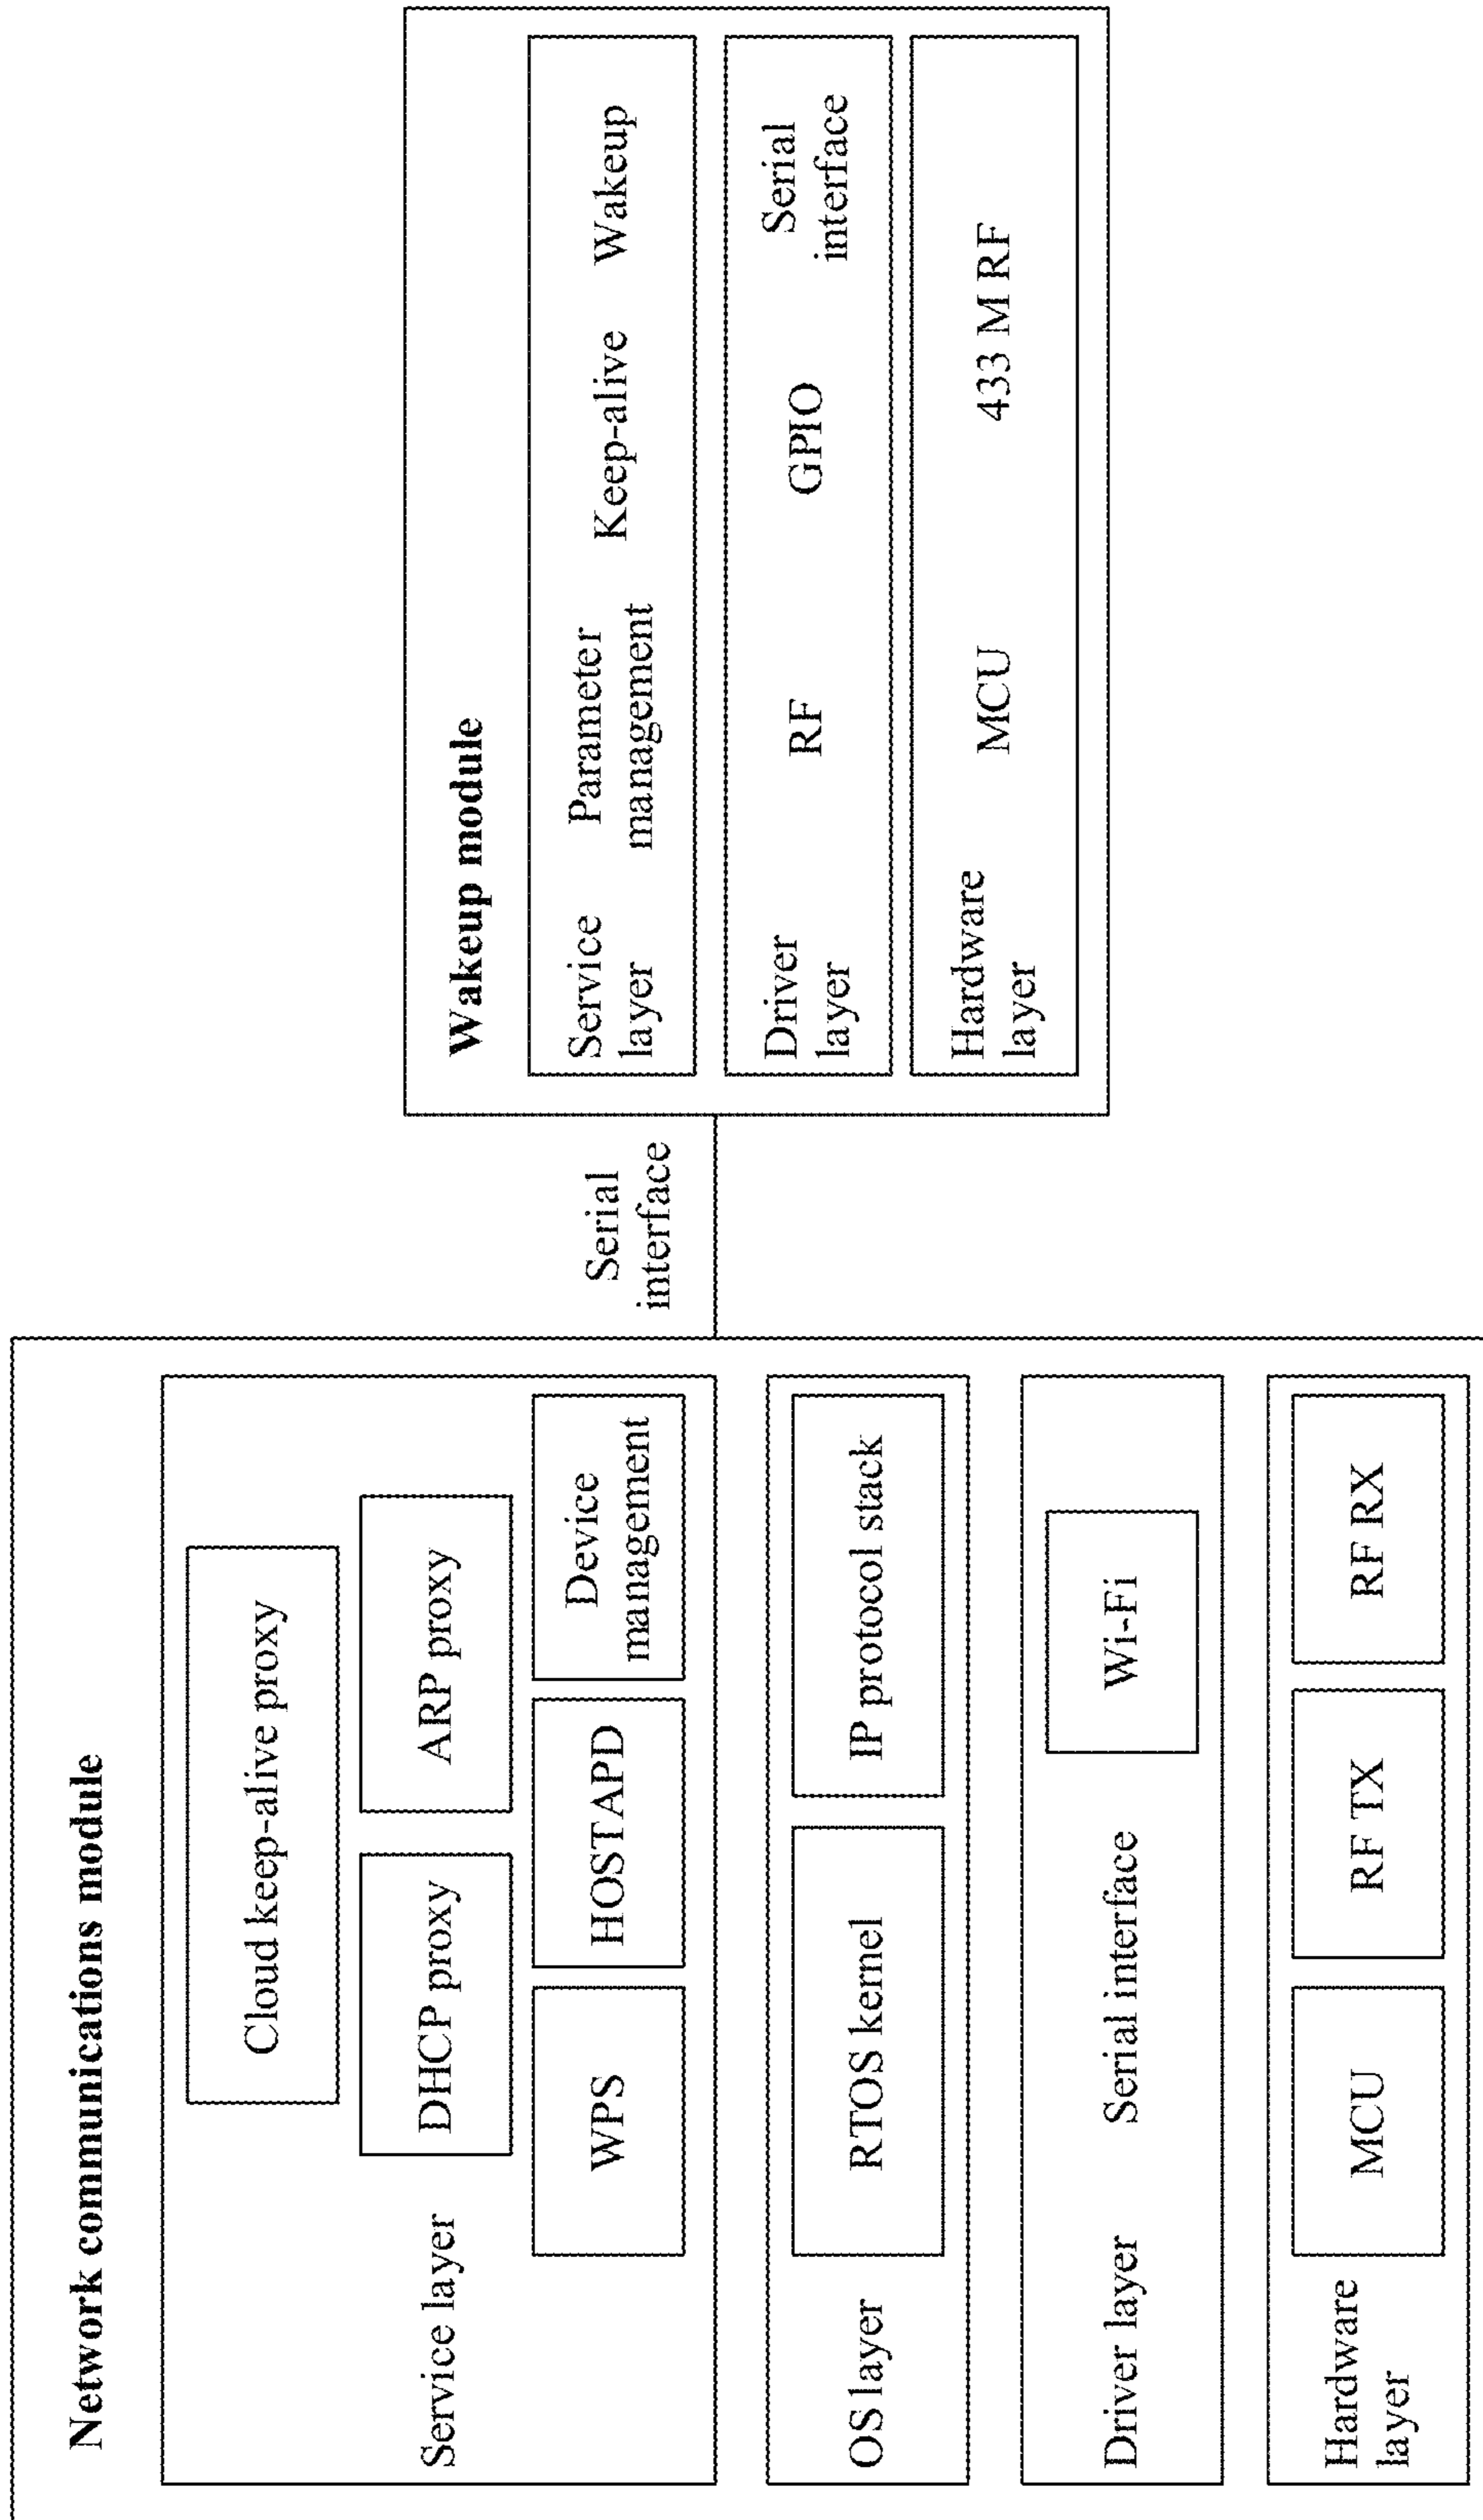 Network communications module
Service layer
Cloud keep-alive proxy
DHCP proxy
ARP proxy
WPS
HOSTAPD
Device
management
OS layer
RTOS kernel
IP protocol stack
Driver layer
Serial interface
Wi-Fi
Hardware
layer
MCU
RF TX
RF RX
Serial
interface
Wakeup module
Service
layer
Parameter
management
Keep-alive
Wakeup
Driver
layer
RF
GPIO
Serial
interface
Hardware
layer
MCU
433 M RF